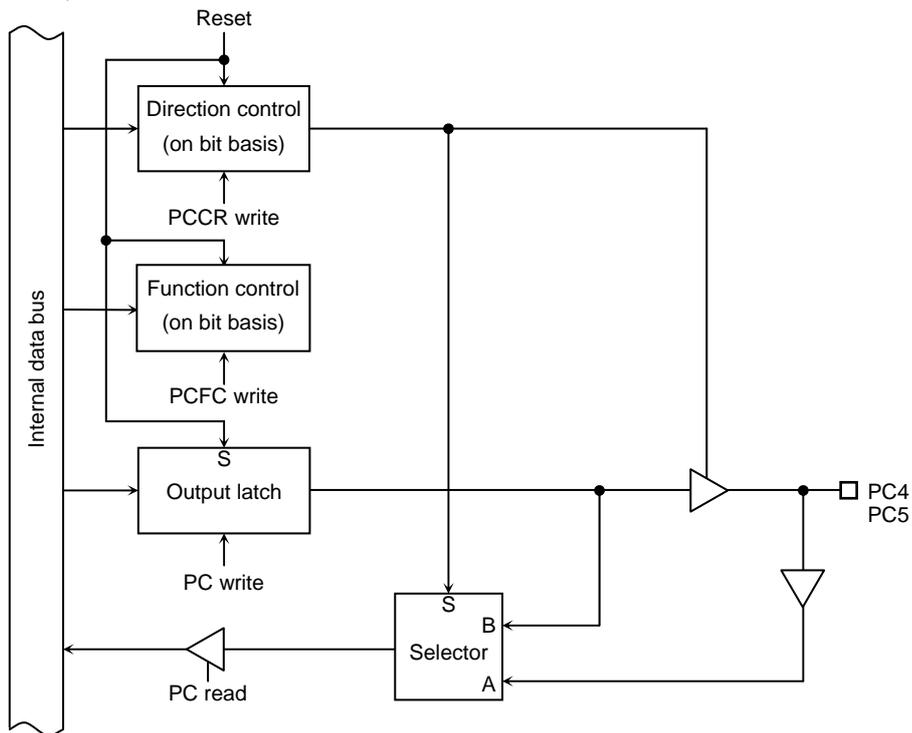 Reset
Direction control
(on bit basis)
PCCR write
Function control
(on bit basis)
PCFC write
Internal data bus
S
Output latch
PC write
PC4
PC5
S
B
Selector
A
PC read